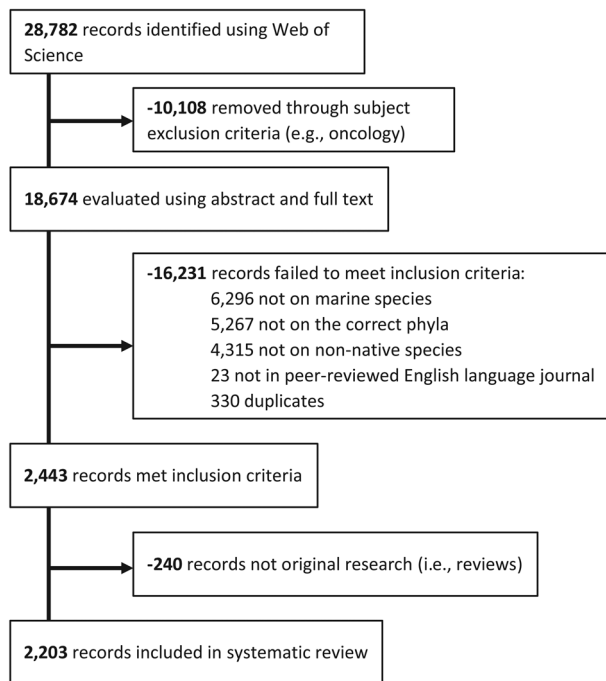 28,782 records identified using Web of
Science
-10,108 removed through subject
exclusion criteria (e.g., oncology)
18,674 evaluated using abstract and full text
-16,231 records failed to meet inclusion criteria:
6,296 not on marine species
5,267 not on the correct phyla
4,315 not on non-native species
23 not in peer-reviewed English language journal
330 duplicates
2,443 records met inclusion criteria
-240 records not original research (i.e., reviews)
2,203 records included in systematic review